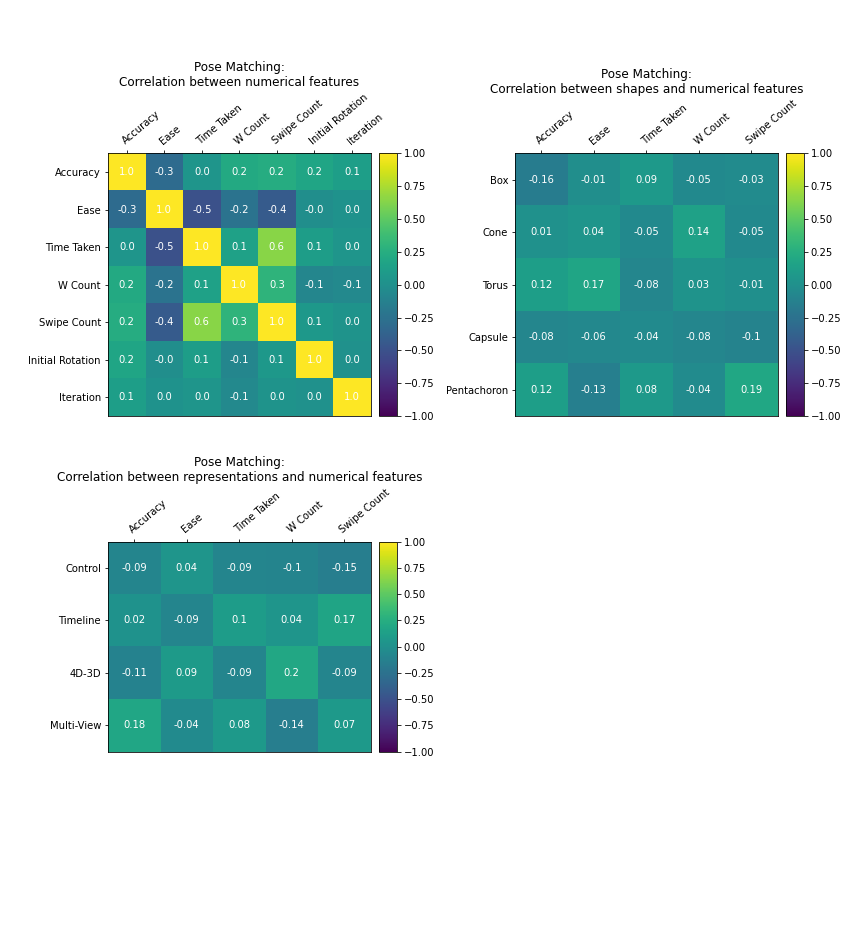 Pose Matching:
Correlation between numerical features
Accuracy Ease Time Taken W Count Swipe Count Initial Rotation Iteration
Accuracy 1.0 -0.3 0.0 0.2 0.2 0.2 0.1
Ease -0.3 1.0 -0.5 -0.2 -0.4 -0.0 0.0
Time Taken 0.0 -0.5 1.0 0.1 0.6 0.1 0.0
W Count 0.2 -0.2 0.1 1.0 0.3 -0.1 -0.1
Swipe Count 0.2 -0.4 0.6 0.3 1.0 0.1 0.0
Initial Rotation 0.2 -0.0 0.1 -0.1 0.1 1.0 0.0
Iteration 0.1 0.0 0.0 -0.1 0.0 0.0 1.0
1.00
0.75
0.50
0.25
0.00
−0.25
−0.50
−0.75
−1.00
Pose Matching:
Correlation between shapes and numerical features
Accuracy Ease Time Taken W Count Swipe Count
Box -0.16 -0.01 0.09 -0.05 -0.03
Cone 0.01 0.04 -0.05 0.14 -0.05
Torus 0.12 0.17 -0.08 0.03 -0.01
Capsule -0.08 -0.06 -0.04 -0.08 -0.1
Pentachoron 0.12 -0.13 0.08 -0.04 0.19
1.00
0.75
0.50
0.25
0.00
−0.25
−0.50
−0.75
−1.00
Pose Matching:
Correlation between representations and numerical features
Accuracy Ease Time Taken W Count Swipe Count
Control -0.09 0.04 -0.09 -0.1 -0.15
Timeline 0.02 -0.09 0.1 0.04 0.17
4D-3D -0.11 0.09 -0.09 0.2 -0.09
Multi-View 0.18 -0.04 0.08 -0.14 0.07
1.00
0.75
0.50
0.25
0.00
−0.25
−0.50
−0.75
−1.00